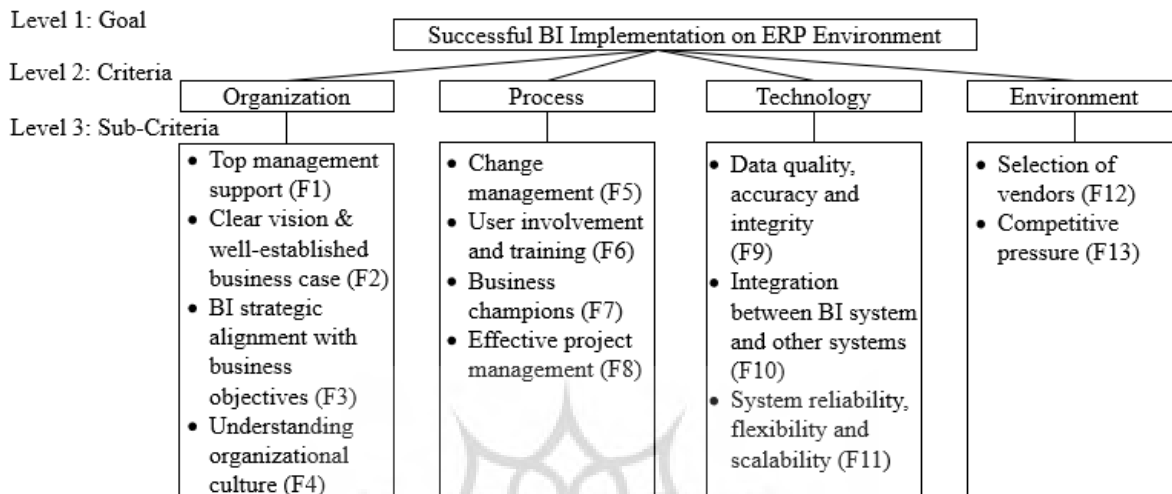 Level 1: Goal
Successful BI Implementation on ERP Environment
Level 2: Criteria
Organization
Process
Technology
Environment
Level 3: Sub-Criteria
• Top management
support (F1)
• Clear vision &
well-established
business case (F2)
• BI strategic
alignment with
business
objectives (F3)
• Understanding
organizational
culture (F4)
• Change
management (F5)
• User involvement
and training (F6)
• Business
champions (F7)
• Effective project
management (F8)
• Data quality,
accuracy and
integrity
(F9)
• Integration
between BI system
and other systems
(F10)
• System reliability,
flexibility and
scalability (F11)
• Selection of
vendors (F12)
• Competitive
pressure (F13)